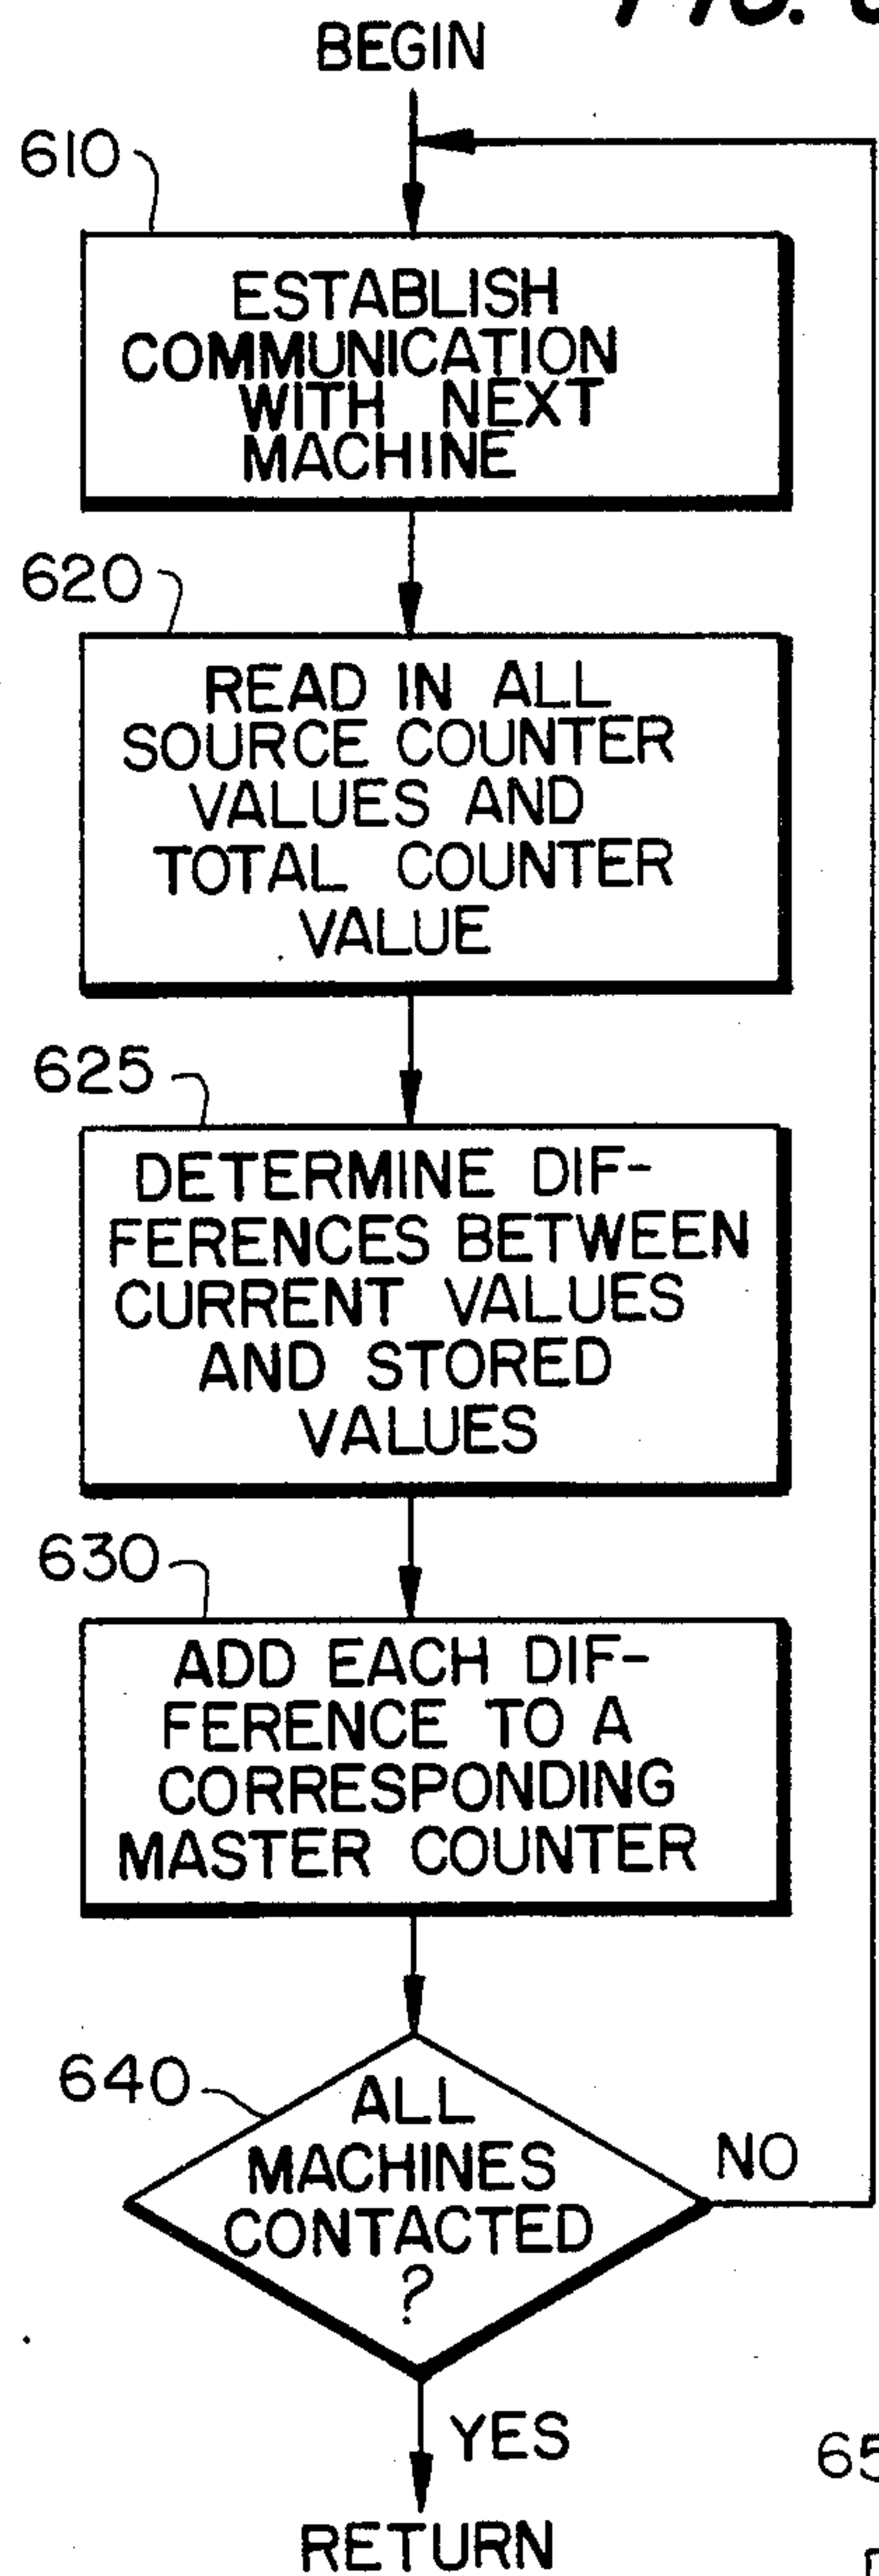 FIG.
BEGIN
610
ESTABLISH
COMMUNICATION
WITH NEXT
MACHINE
620
READ IN ALL
SOURCE COUNTER
VALUES AND
TOTAL COUNTER
VALUE
625
DETERMINE DIF-
FERENCES BETWEEN
CURRENT VALUES
AND STORED
VALUES
630
ADD EACH DIF-
FERENCE TO A
CORRESPONDING
MASTER COUNTER
640
ALL
MACHINES
CONTACTED
?
NO
YES
RETURN